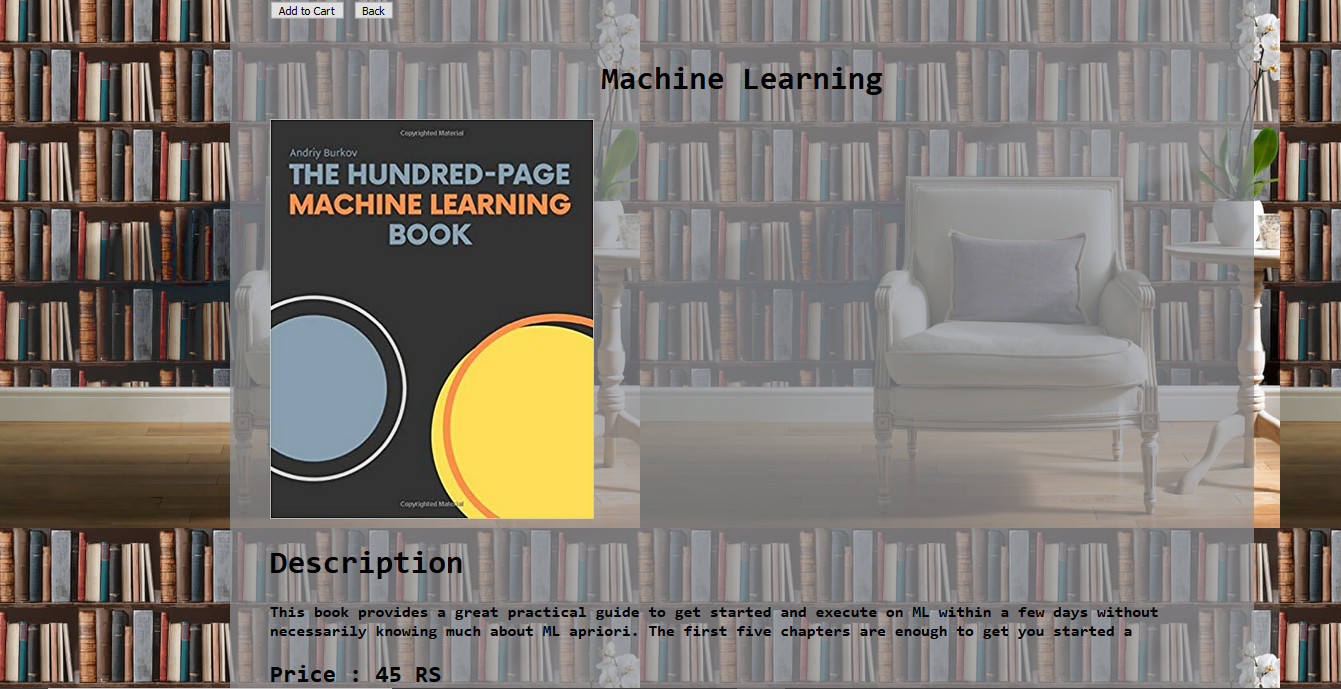 Add to Cart Back
Machine Learning
Copyrighted Material
Andriy Burkov
THE HUNDRED-PAGE
MACHINE LEARNING
BOOK
Copyrighted Material
Description
This book provides a great practical guide to get started and execute on ML within a few days without
necessarily knowing much about ML apriori. The first five chapters are enough to get you started a
Price : 45 RS